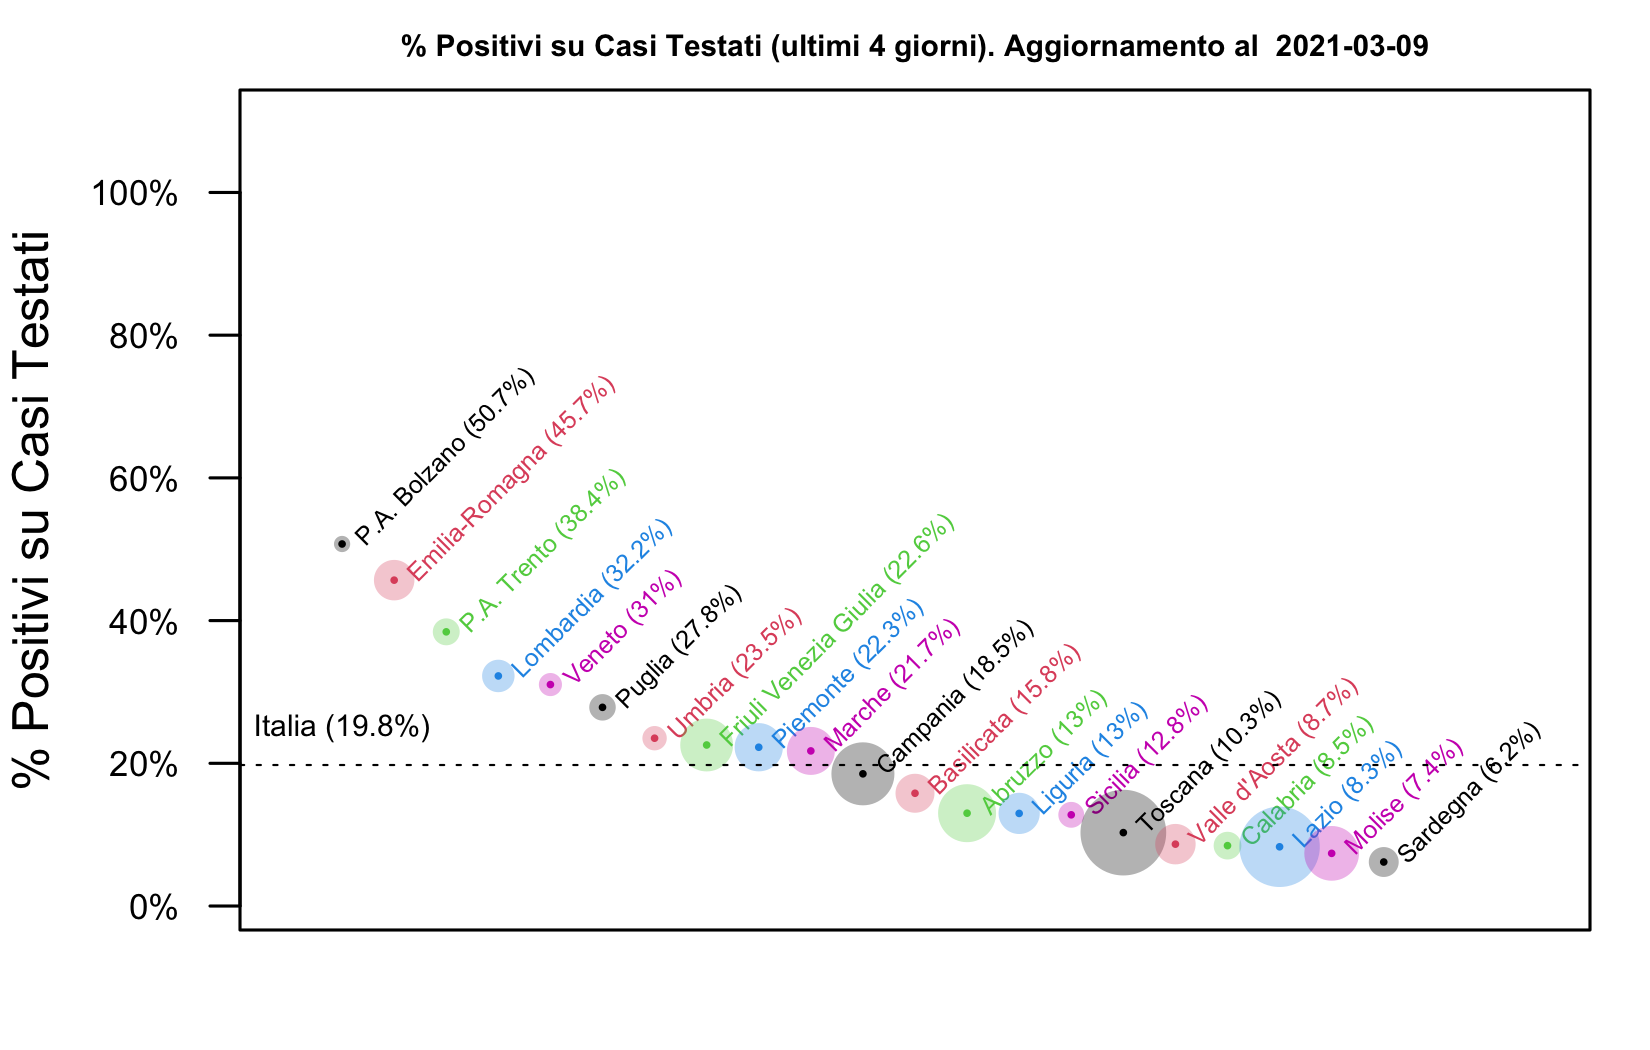 % Positivi su Casi Testati (ultimi 4 giorni). Aggiornamento al  2021-03-09
% Positivi su Casi Testati
100%
80%
60%
40%
20%
0%
Italia (19.8%)
P.A. Bolzano (50.7%)
Emilia-Romagna (45.7%)
P.A. Trento (38.4%)
Lombardia (32.2%)
Veneto (31%)
Puglia (27.8%)
Umbria (23.5%)
Friuli Venezia Giulia (22.6%)
Piemonte (22.3%)
Marche (21.7%)
Campania (18.5%)
Basilicata (15.8%)
Abruzzo (13%)
Liguria (13%)
Sicilia (12.8%)
Toscana (10.3%)
Valle d'Aosta (8.7%)
Calabria (8.5%)
Lazio (8.3%)
Molise (7.4%)
Sardegna (6.2%)